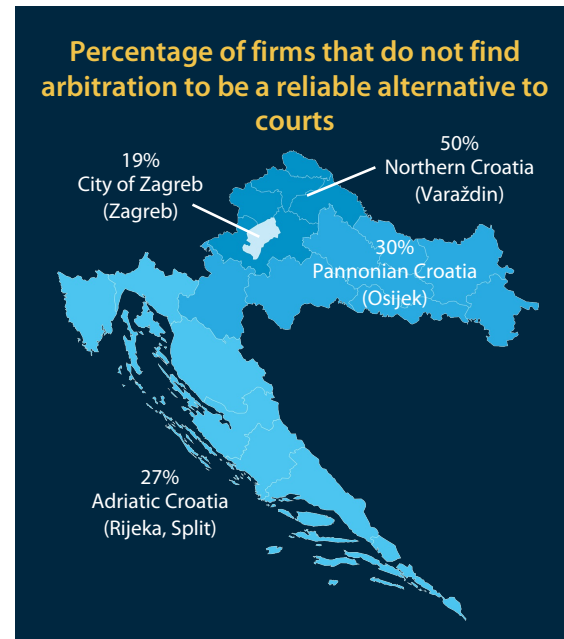 Percentage of firms that do not find
arbitration to be a reliable alternative to
courts
19%
City of Zagreb
(Zagreb)
50%
Northern Croatia
(Varaždin)
30%
Pannonian Croatia
(Osijek)
27%
Adriatic Croatia
(Rijeka, Split)